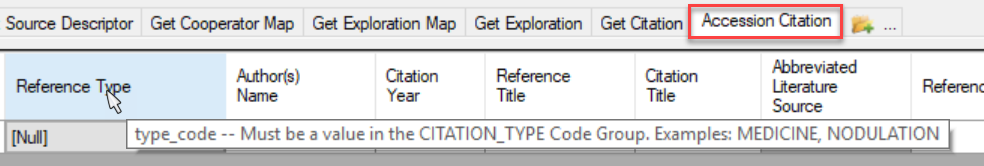 Source Descriptor Get Cooperator Map Get Exploration Map Get Exploration Get Citation Accession Citation ...
Reference Type
Author(s)
Name
Citation
Year
Reference
Title
Citation
Title
Abbreviated
Literature
Source
[Null]
type_code -- Must be a value in the CITATION_TYPE Code Group. Examples: MEDICINE, NODULATION